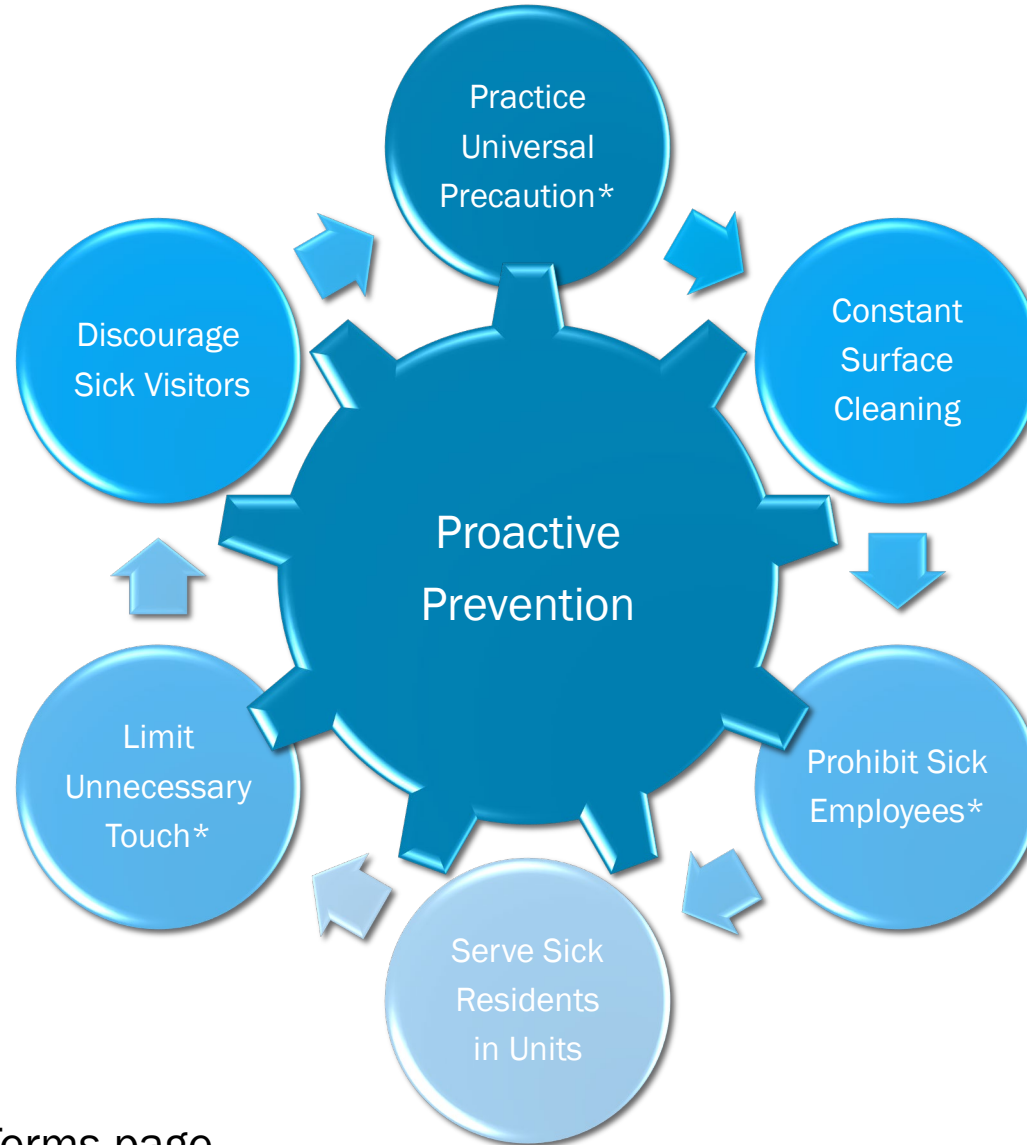 Practice
Universal
Precaution*
Constant
Surface
Cleaning
Prohibit Sick
Employees*
Serve Sick
Residents
in Units
Limit
Unnecessary
Touch*
Discourage
Sick Visitors
Proactive
Prevention
Terms page